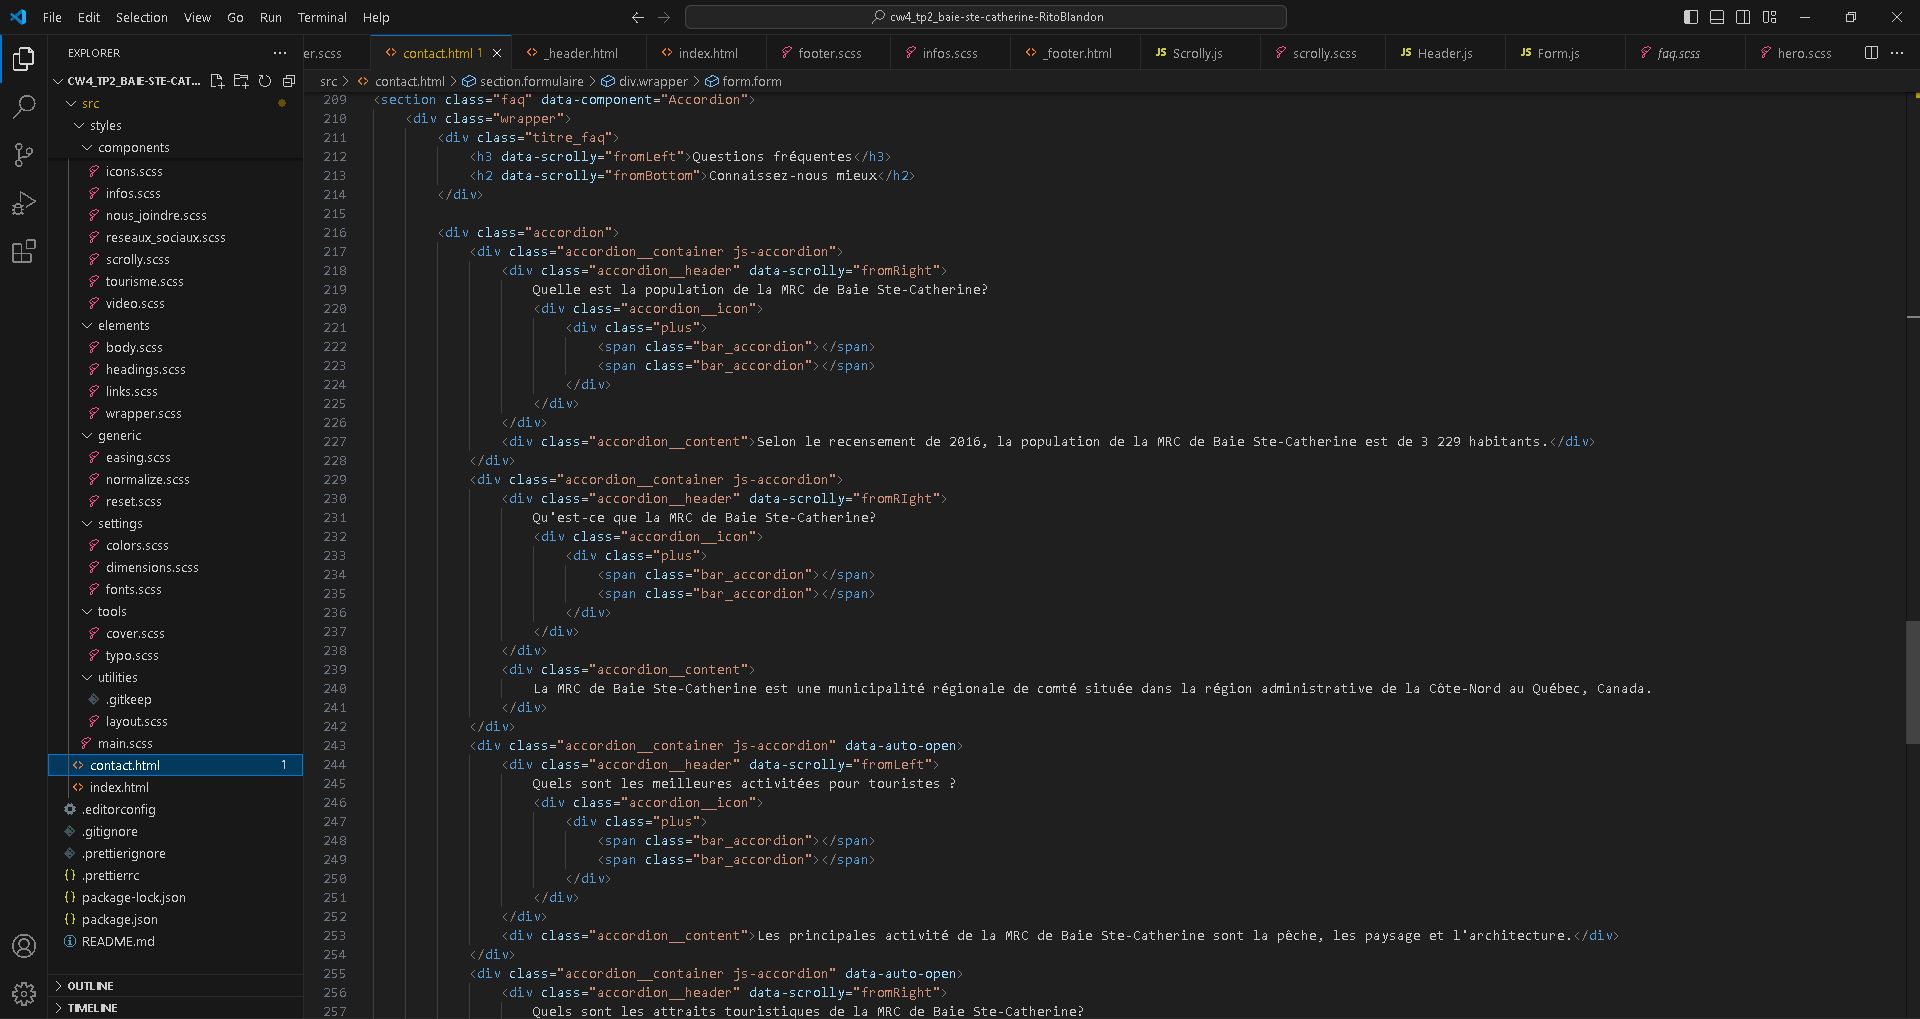 File Edit Selection View Go Run Terminal Help
cw4_tp2_baie-ste-catherine-RitoBlandon
EXPLORER
er.scss
contact.html 1
_header.html
index.html
footer.scss
infos.scss
_footer.html
JS Scrolly.js
scrolly.scss
JS Header.js
JS Form.js
faq.scss
hero.scss
CW4_TP2_BAIE-STE-CAT...
src
styles
components
icons.scss
infos.scss
nous_joindre.scss
reseaux_sociaux.scss
scrolly.scss
tourisme.scss
video.scss
elements
body.scss
headings.scss
links.scss
wrapper.scss
generic
easing.scss
normalize.scss
reset.scss
settings
colors.scss
dimensions.scss
fonts.scss
tools
cover.scss
typo.scss
utilities
.gitkeep
layout.scss
main.scss
contact.html 1
index.html
.editorconfig
.gitignore
.prettierignore
{} .prettierrc
{} package-lock.json
{} package.json
README.md
OUTLINE
TIMELINE
src > contact.html > section.formulaire > div.wrapper > form.form
209 <section class="faq" data-component="Accordion">
210 <div class="wrapper">
211 <div class="titre_faq">
212 <h3 data-scrolly="fromLeft">Questions fréquentes</h3>
213 <h2 data-scrolly="fromBottom">Connaissez-nous mieux</h2>
214 </div>
215
216 <div class="accordion">
217 <div class="accordion__container js-accordion">
218 <div class="accordion__header" data-scrolly="fromRight">
219 Quelle est la population de la MRC de Baie Ste-Catherine?
220 <div class="accordion__icon">
221 <div class="plus">
222 <span class="bar_accordion"></span>
223 <span class="bar_accordion"></span>
224 </div>
225 </div>
226 </div>
227 <div class="accordion__content">Selon le recensement de 2016, la population de la MRC de Baie Ste-Catherine est de 3 229 habitants.</div>
228 </div>
229 <div class="accordion__container js-accordion">
230 <div class="accordion__header" data-scrolly="fromRIght">
231 Qu'est-ce que la MRC de Baie Ste-Catherine?
232 <div class="accordion__icon">
233 <div class="plus">
234 <span class="bar_accordion"></span>
235 <span class="bar_accordion"></span>
236 </div>
237 </div>
238 </div>
239 <div class="accordion__content">
240 La MRC de Baie Ste-Catherine est une municipalité régionale de comté située dans la région administrative de la Côte-Nord au Québec, Canada.
241 </div>
242 </div>
243 <div class="accordion__container js-accordion" data-auto-open>
244 <div class="accordion__header" data-scrolly="fromLeft">
245 Quels sont les meilleures activitées pour touristes ?
246 <div class="accordion__icon">
247 <div class="plus">
248 <span class="bar_accordion"></span>
249 <span class="bar_accordion"></span>
250 </div>
251 </div>
252 </div>
253 <div class="accordion__content">Les principales activité de la MRC de Baie Ste-Catherine sont la pêche, les paysage et l'architecture.</div>
254 </div>
255 <div class="accordion__container js-accordion" data-auto-open>
256 <div class="accordion__header" data-scrolly="fromRight">
257 Quels sont les attraits touristiques de la MRC de Baie Ste-Catherine?